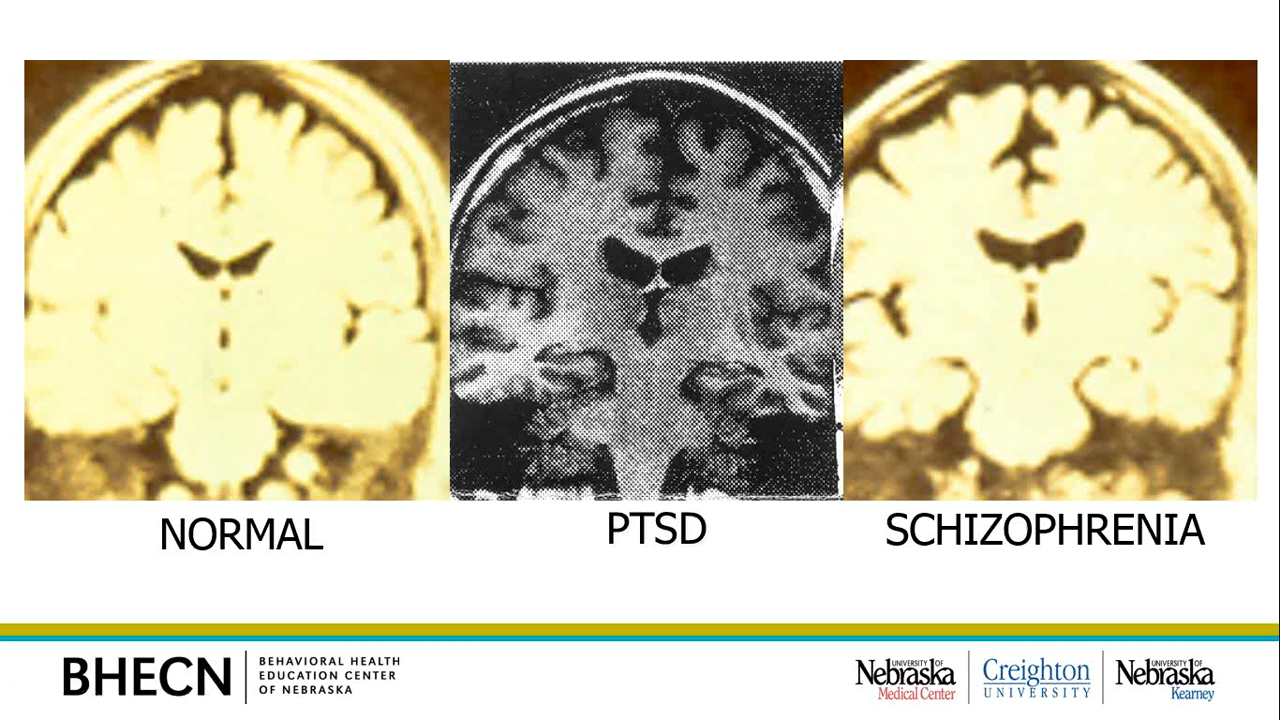 NORMAL
PTSD
SCHIZOPHRENIA
BHECN
BEHAVIORAL HEALTH
EDUCATION CENTER
OF NEBRASKA
UNIVERSITY OF
Nebraska
Medical Center
Creighton
UNIVERSITY
UNIVERSITY OF
Nebraska
Kearney